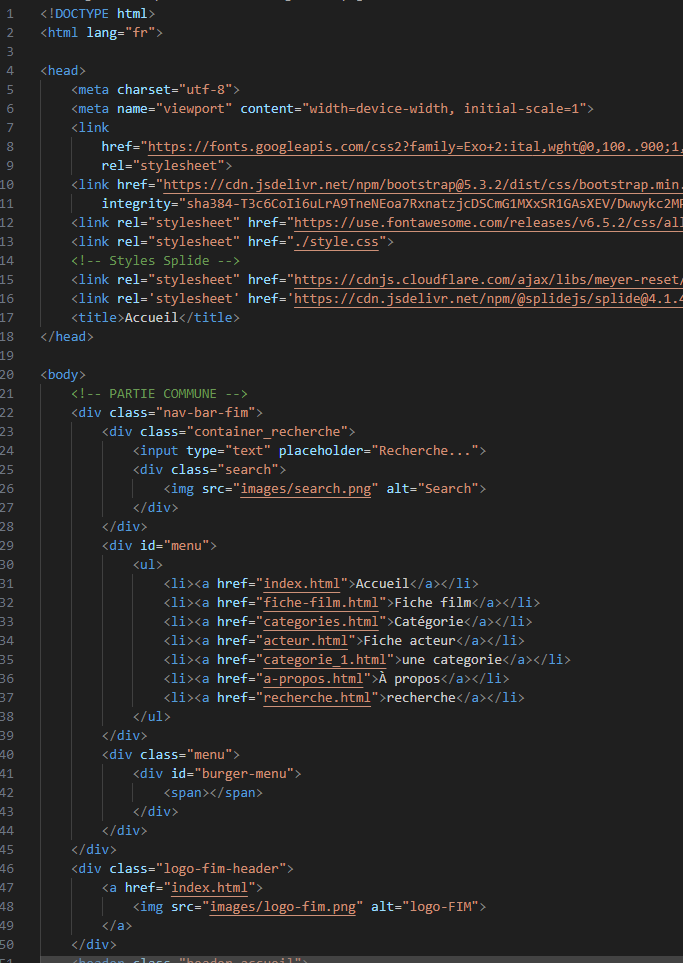 1 <!DOCTYPE html>
2 <html lang="fr">
3
4 <head>
5 <meta charset="utf-8">
6 <meta name="viewport" content="width=device-width, initial-scale=1">
7 <link
8 href="https://fonts.googleapis.com/css2?family=Exo+2:ital,wght@0,100..900;1,
9 rel="stylesheet">
10 <link href="https://cdn.jsdelivr.net/npm/bootstrap@5.3.2/dist/css/bootstrap.min.
11 integrity="sha384-T3c6CoIi6uLrA9TneNEoa7RxnatzjcDSCmG1MXxSR1GAsXEV/Dwwykc2MP
12 <link rel="stylesheet" href="https://use.fontawesome.com/releases/v6.5.2/css/all
13 <link rel="stylesheet" href="./style.css">
14 <!-- Styles Splide -->
15 <link rel="stylesheet" href="https://cdnjs.cloudflare.com/ajax/libs/meyer-reset/
16 <link rel='stylesheet' href='https://cdn.jsdelivr.net/npm/@splidejs/splide@4.1.4
17 <title>Accueil</title>
18 </head>
19
20 <body>
21 <!-- PARTIE COMMUNE -->
22 <div class="nav-bar-fim">
23 <div class="container_recherche">
24 <input type="text" placeholder="Recherche...">
25 <div class="search">
26 <img src="images/search.png" alt="Search">
27 </div>
28 </div>
29 <div id="menu">
30 <ul>
31 <li><a href="index.html">Accueil</a></li>
32 <li><a href="fiche-film.html">Fiche film</a></li>
33 <li><a href="categories.html">Catégorie</a></li>
34 <li><a href="acteur.html">Fiche acteur</a></li>
35 <li><a href="categorie_1.html">une categorie</a></li>
36 <li><a href="a-propos.html">À propos</a></li>
37 <li><a href="recherche.html">recherche</a></li>
38 </ul>
39 </div>
40 <div class="menu">
41 <div id="burger-menu">
42 <span></span>
43 </div>
44 </div>
45 </div>
46 <div class="logo-fim-header">
47 <a href="index.html">
48 <img src="images/logo-fim.png" alt="logo-FIM">
49 </a>
50 </div>
51 <header class="header-accueil">